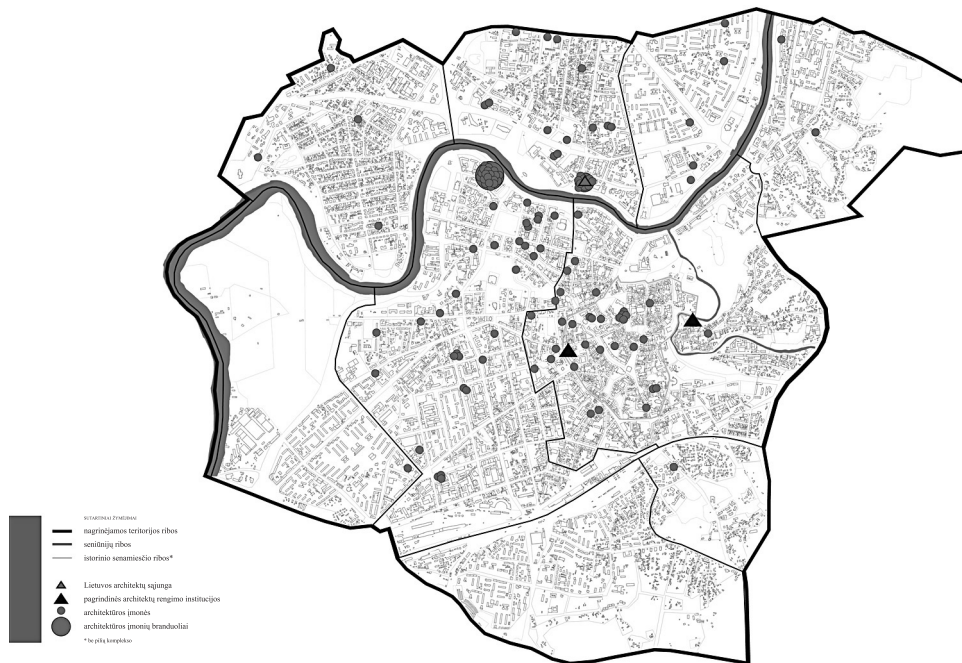 SUTARTINIAI ŽYMĖJIMAI
nagrinėjamos teritorijos ribos
seniūnijų ribos
istorinio senamiesčio ribos*
Lietuvos architektų sąjunga
pagrindinės architektų rengimo institucijos
architektūros įmonės
architektūros įmonių branduoliai
* be pilių komplekso